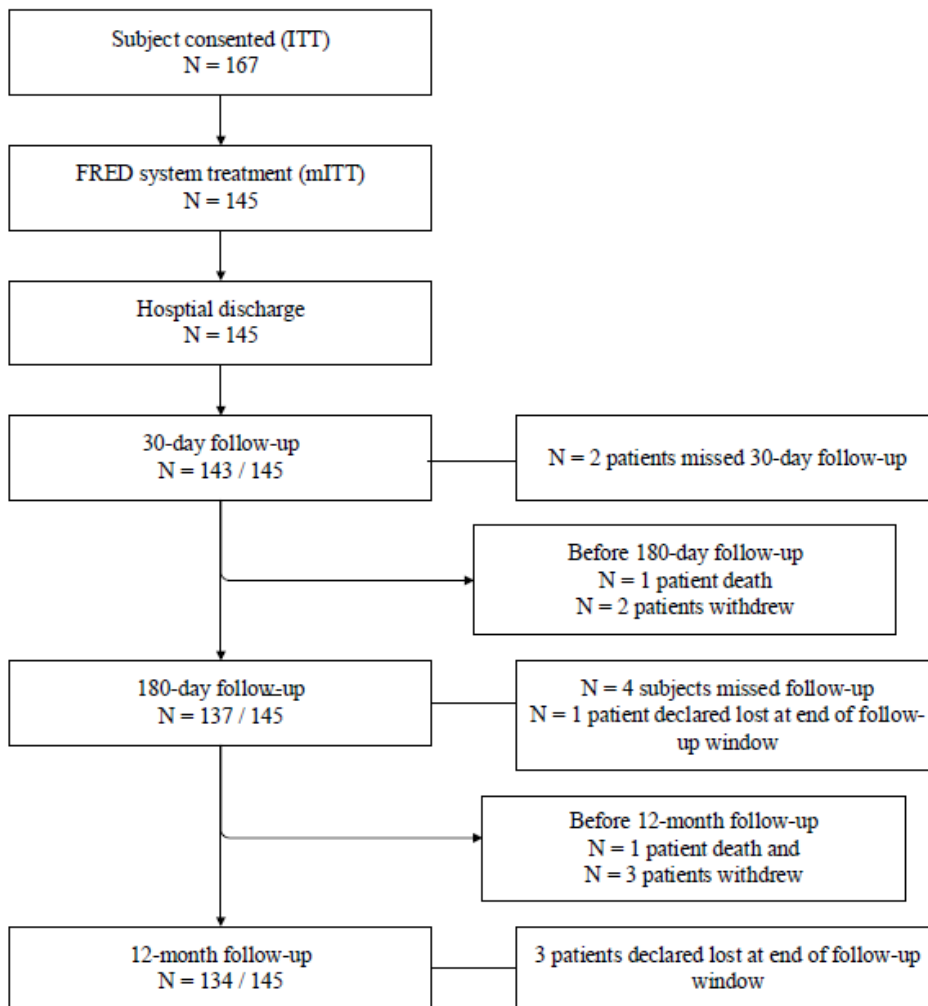 Subject consented (ITT)
N = 167
FRED system treatment (mITT)
N = 145
Hosptial discharge
N = 145
30-day follow-up
N = 143 / 145
N = 2 patients missed 30-day follow-up
Before 180-day follow-up
N = 1 patient death
N = 2 patients withdrew
180-day follow-up
N = 137 / 145
N = 4 subjects missed follow-up
N = 1 patient declared lost at end of follow-
up window
Before 12-month follow-up
N = 1 patient death and
N = 3 patients withdrew
12-month follow-up
N = 134 / 145
3 patients declared lost at end of follow-up
window